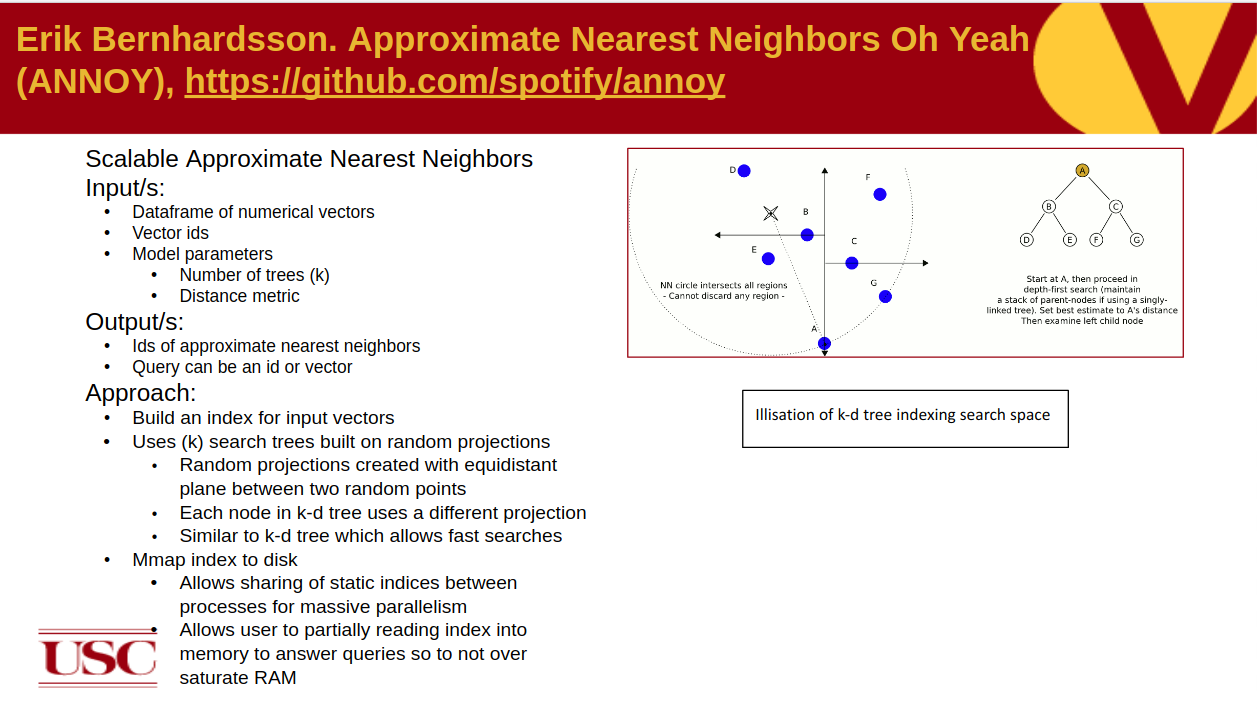 Erik Bernhardsson. Approximate Nearest Neighbors Oh Yeah
(ANNOY), https://github.com/spotify/annoy
Scalable Approximate Nearest Neighbors
Input/s:
• Dataframe of numerical vectors
• Vector ids
• Model parameters
• Number of trees (k)
• Distance metric
Output/s:
• Ids of approximate nearest neighbors
• Query can be an id or vector
Approach:
• Build an index for input vectors
• Uses (k) search trees built on random projections
• Random projections created with equidistant
plane between two random points
• Each node in k-d tree uses a different projection
• Similar to k-d tree which allows fast searches
• Mmap index to disk
• Allows sharing of static indices between
processes for massive parallelism
• Allows user to partially reading index into
memory to answer queries so to not over
saturate RAM
USC
D
F
B
C
E
G
A
NN circle intersects all regions
- Cannot discard any region -
A
B C
D E F G
Start at A, then proceed in
depth-first search (maintain
a stack of parent-nodes if using a singly-
linked tree). Set best estimate to A's distance
Then examine left child node
Illisation of k-d tree indexing search space